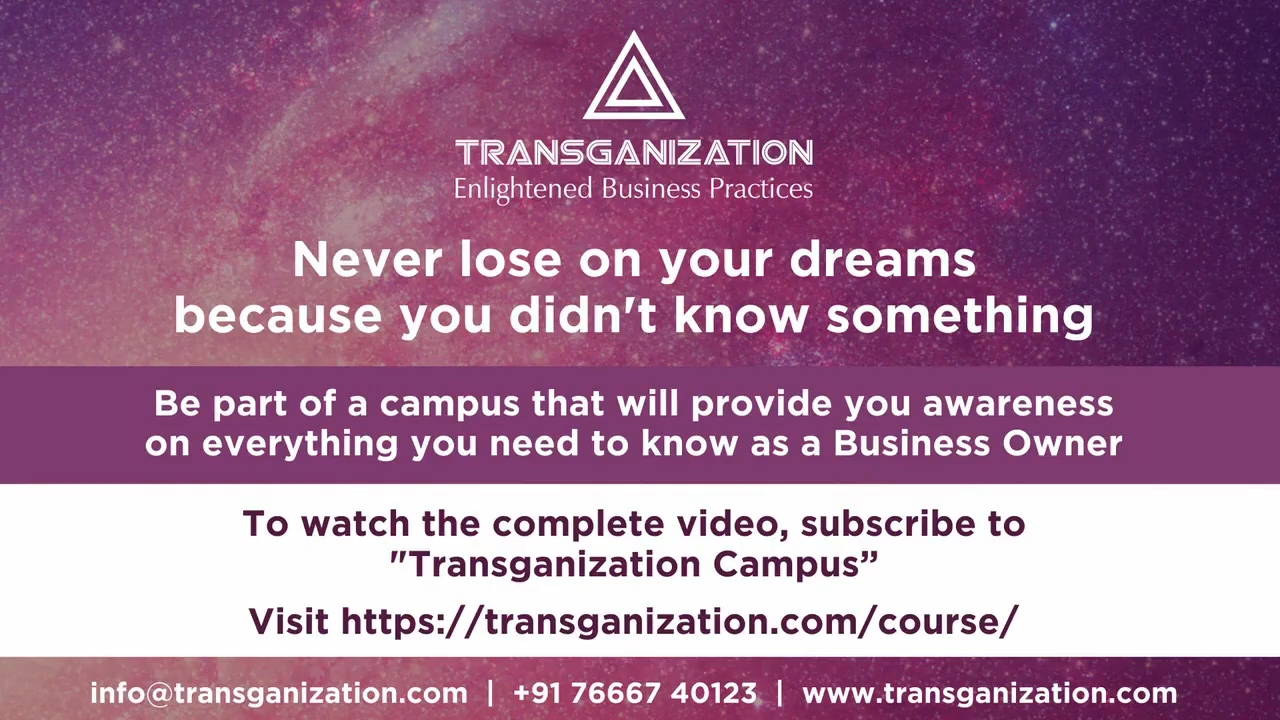 TRANSGANIZATION
Enlightened Business Practices
Never lose on your dreams
because you didn't know something
Be part of a campus that will provide you awareness
on everything you need to know as a Business Owner
To watch the complete video, subscribe to
"Transganization Campus”
Visit https://transganization.com/course/
info@transganization.com | +91 76667 40123 | www.transganization.com